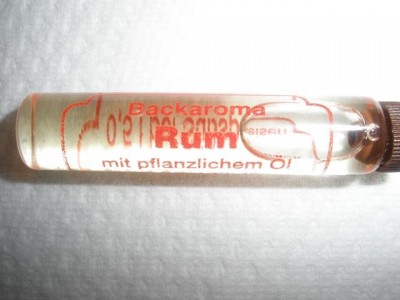 Backaroma
Rum
mit pflanzlichem Öl